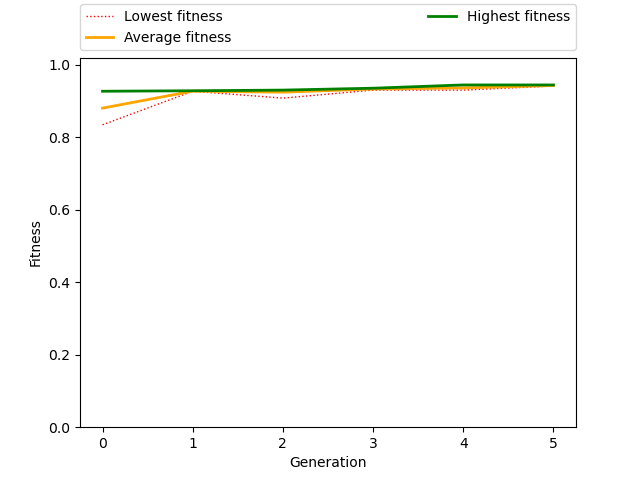 Lowest fitness
Average fitness
Highest fitness
1.0
0.8
0.6
0.4
0.2
0.0
Fitness
0 1 2 3 4 5
Generation